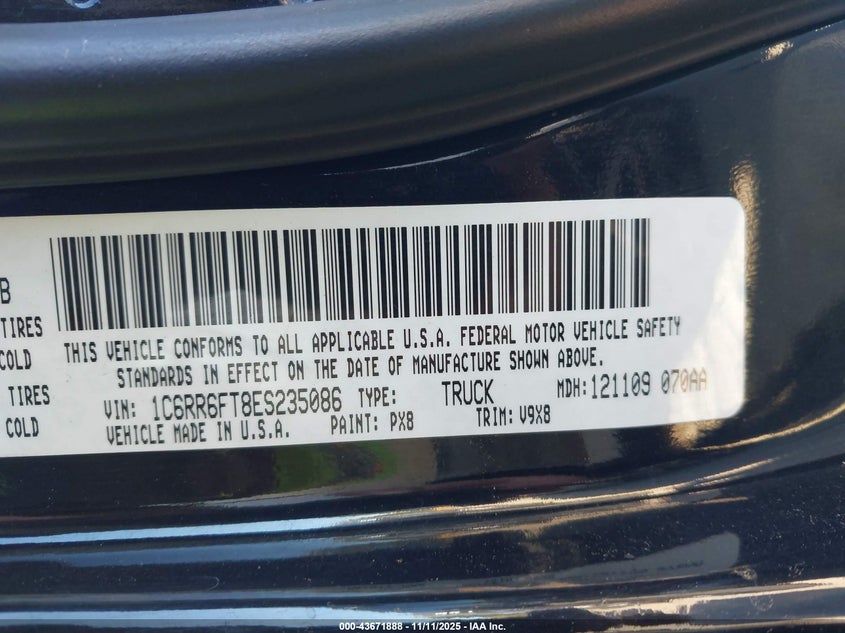 B
TIRES
COLD
TIRES
COLD
THIS VEHICLE CONFORMS TO ALL APPLICABLE U.S.A. FEDERAL MOTOR VEHICLE SAFETY
STANDARDS IN EFFECT ON THE DATE OF MANUFACTURE SHOWN ABOVE.
VIN: 1C6RR6FT8ES235086 TYPE: TRUCK MDH: 121109 070AA
VEHICLE MADE IN U.S.A. PAINT: PX8 TRIM: V9X8
000-43671888 - 11/11/2025 - IAA Inc.